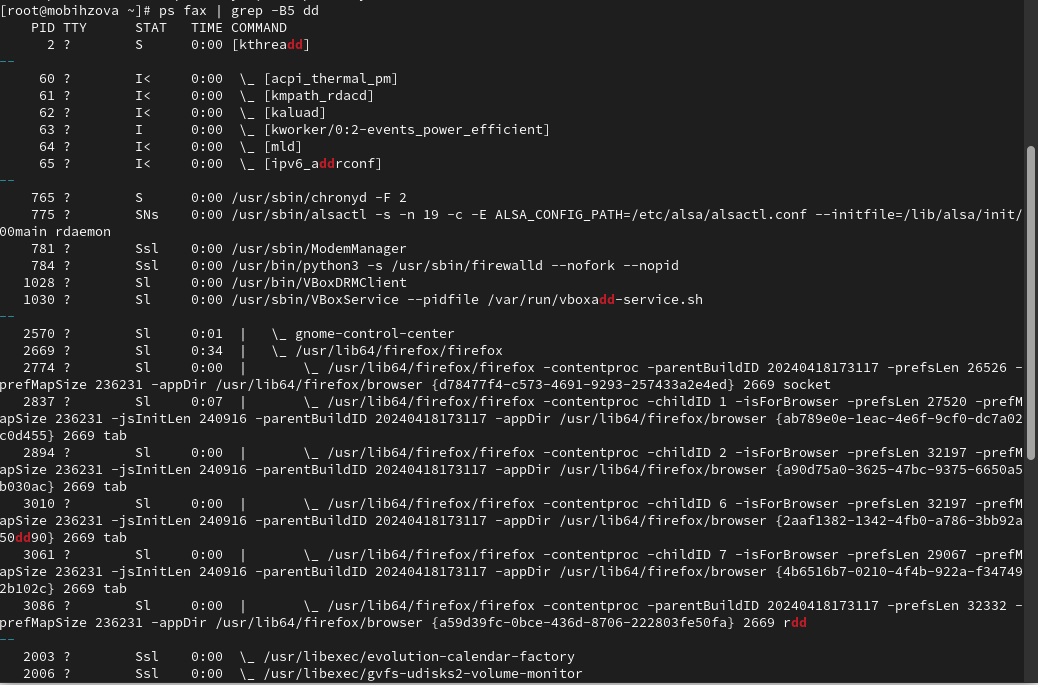 [root@mobihzova ~]# ps fax | grep -B5 dd
    PID TTY      STAT   TIME COMMAND
      2 ?        S      0:00 [kthreadd]
--
     60 ?        I<     0:00  \_ [acpi_thermal_pm]
     61 ?        I<     0:00  \_ [kmpath_rdacd]
     62 ?        I<     0:00  \_ [kaluad]
     63 ?        I      0:00  \_ [kworker/0:2-events_power_efficient]
     64 ?        I<     0:00  \_ [mld]
     65 ?        I<     0:00  \_ [ipv6_addrconf]
--
    765 ?        S      0:00 /usr/sbin/chronyd -F 2
    775 ?        SNs    0:00 /usr/sbin/alsactl -s -n 19 -c -E ALSA_CONFIG_PATH=/etc/alsa/alsactl.conf --initfile=/lib/alsa/init/
00main rdaemon
    781 ?        Ssl    0:00 /usr/sbin/ModemManager
    784 ?        Ssl    0:00 /usr/bin/python3 -s /usr/sbin/firewalld --nofork --nopid
   1028 ?        Sl     0:00 /usr/bin/VBoxDRMClient
   1030 ?        Sl     0:00 /usr/sbin/VBoxService --pidfile /var/run/vboxadd-service.sh
--
   2570 ?        Sl     0:01  |   \_ gnome-control-center
   2669 ?        Sl     0:34  |   \_ /usr/lib64/firefox/firefox
   2774 ?        Sl     0:00  |       \_ /usr/lib64/firefox/firefox -contentproc -parentBuildID 20240418173117 -prefsLen 26526 -
prefMapSize 236231 -appDir /usr/lib64/firefox/browser {d78477f4-c573-4691-9293-257433a2e4ed} 2669 socket
   2837 ?        Sl     0:07  |       \_ /usr/lib64/firefox/firefox -contentproc -childID 1 -isForBrowser -prefsLen 27520 -prefM
apSize 236231 -jsInitLen 240916 -parentBuildID 20240418173117 -appDir /usr/lib64/firefox/browser {ab789e0e-1eac-4e6f-9cf0-dc7a02
c0d455} 2669 tab
   2894 ?        Sl     0:00  |       \_ /usr/lib64/firefox/firefox -contentproc -childID 2 -isForBrowser -prefsLen 32197 -prefM
apSize 236231 -jsInitLen 240916 -parentBuildID 20240418173117 -appDir /usr/lib64/firefox/browser {a90d75a0-3625-47bc-9375-6650a5
b030ac} 2669 tab
   3010 ?        Sl     0:00  |       \_ /usr/lib64/firefox/firefox -contentproc -childID 6 -isForBrowser -prefsLen 32197 -prefM
apSize 236231 -jsInitLen 240916 -parentBuildID 20240418173117 -appDir /usr/lib64/firefox/browser {2aaf1382-1342-4fb0-a786-3bb92a
50dd90} 2669 tab
   3061 ?        Sl     0:00  |       \_ /usr/lib64/firefox/firefox -contentproc -childID 7 -isForBrowser -prefsLen 29067 -prefM
apSize 236231 -jsInitLen 240916 -parentBuildID 20240418173117 -appDir /usr/lib64/firefox/browser {4b6516b7-0210-4f4b-922a-f34749
2b102c} 2669 tab
   3086 ?        Sl     0:00  |       \_ /usr/lib64/firefox/firefox -contentproc -parentBuildID 20240418173117 -prefsLen 32332 -
prefMapSize 236231 -appDir /usr/lib64/firefox/browser {a59d39fc-0bce-436d-8706-222803fe50fa} 2669 rdd
--
   2003 ?        Ssl    0:00  \_ /usr/libexec/evolution-calendar-factory
   2006 ?        Ssl    0:00  \_ /usr/libexec/gvfs-udisks2-volume-monitor